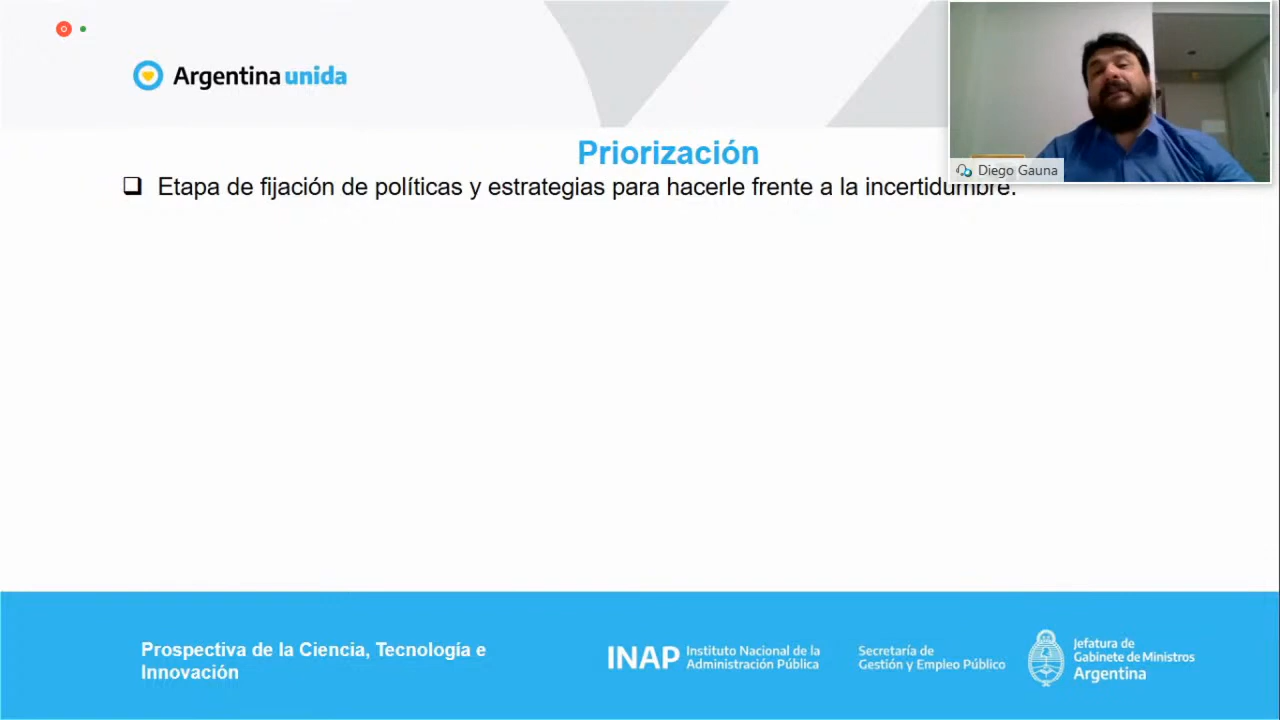 Argentina unida
Priorización
❑ Etapa de fijación de políticas y estrategias para hacerle frente a la incertidumbre.
Diego Gauna
Prospectiva de la Ciencia, Tecnología e
Innovación
INAP
Instituto Nacional de la
Administración Pública
Secretaría de
Gestión y Empleo Público
Jefatura de
Gabinete de Ministros
Argentina